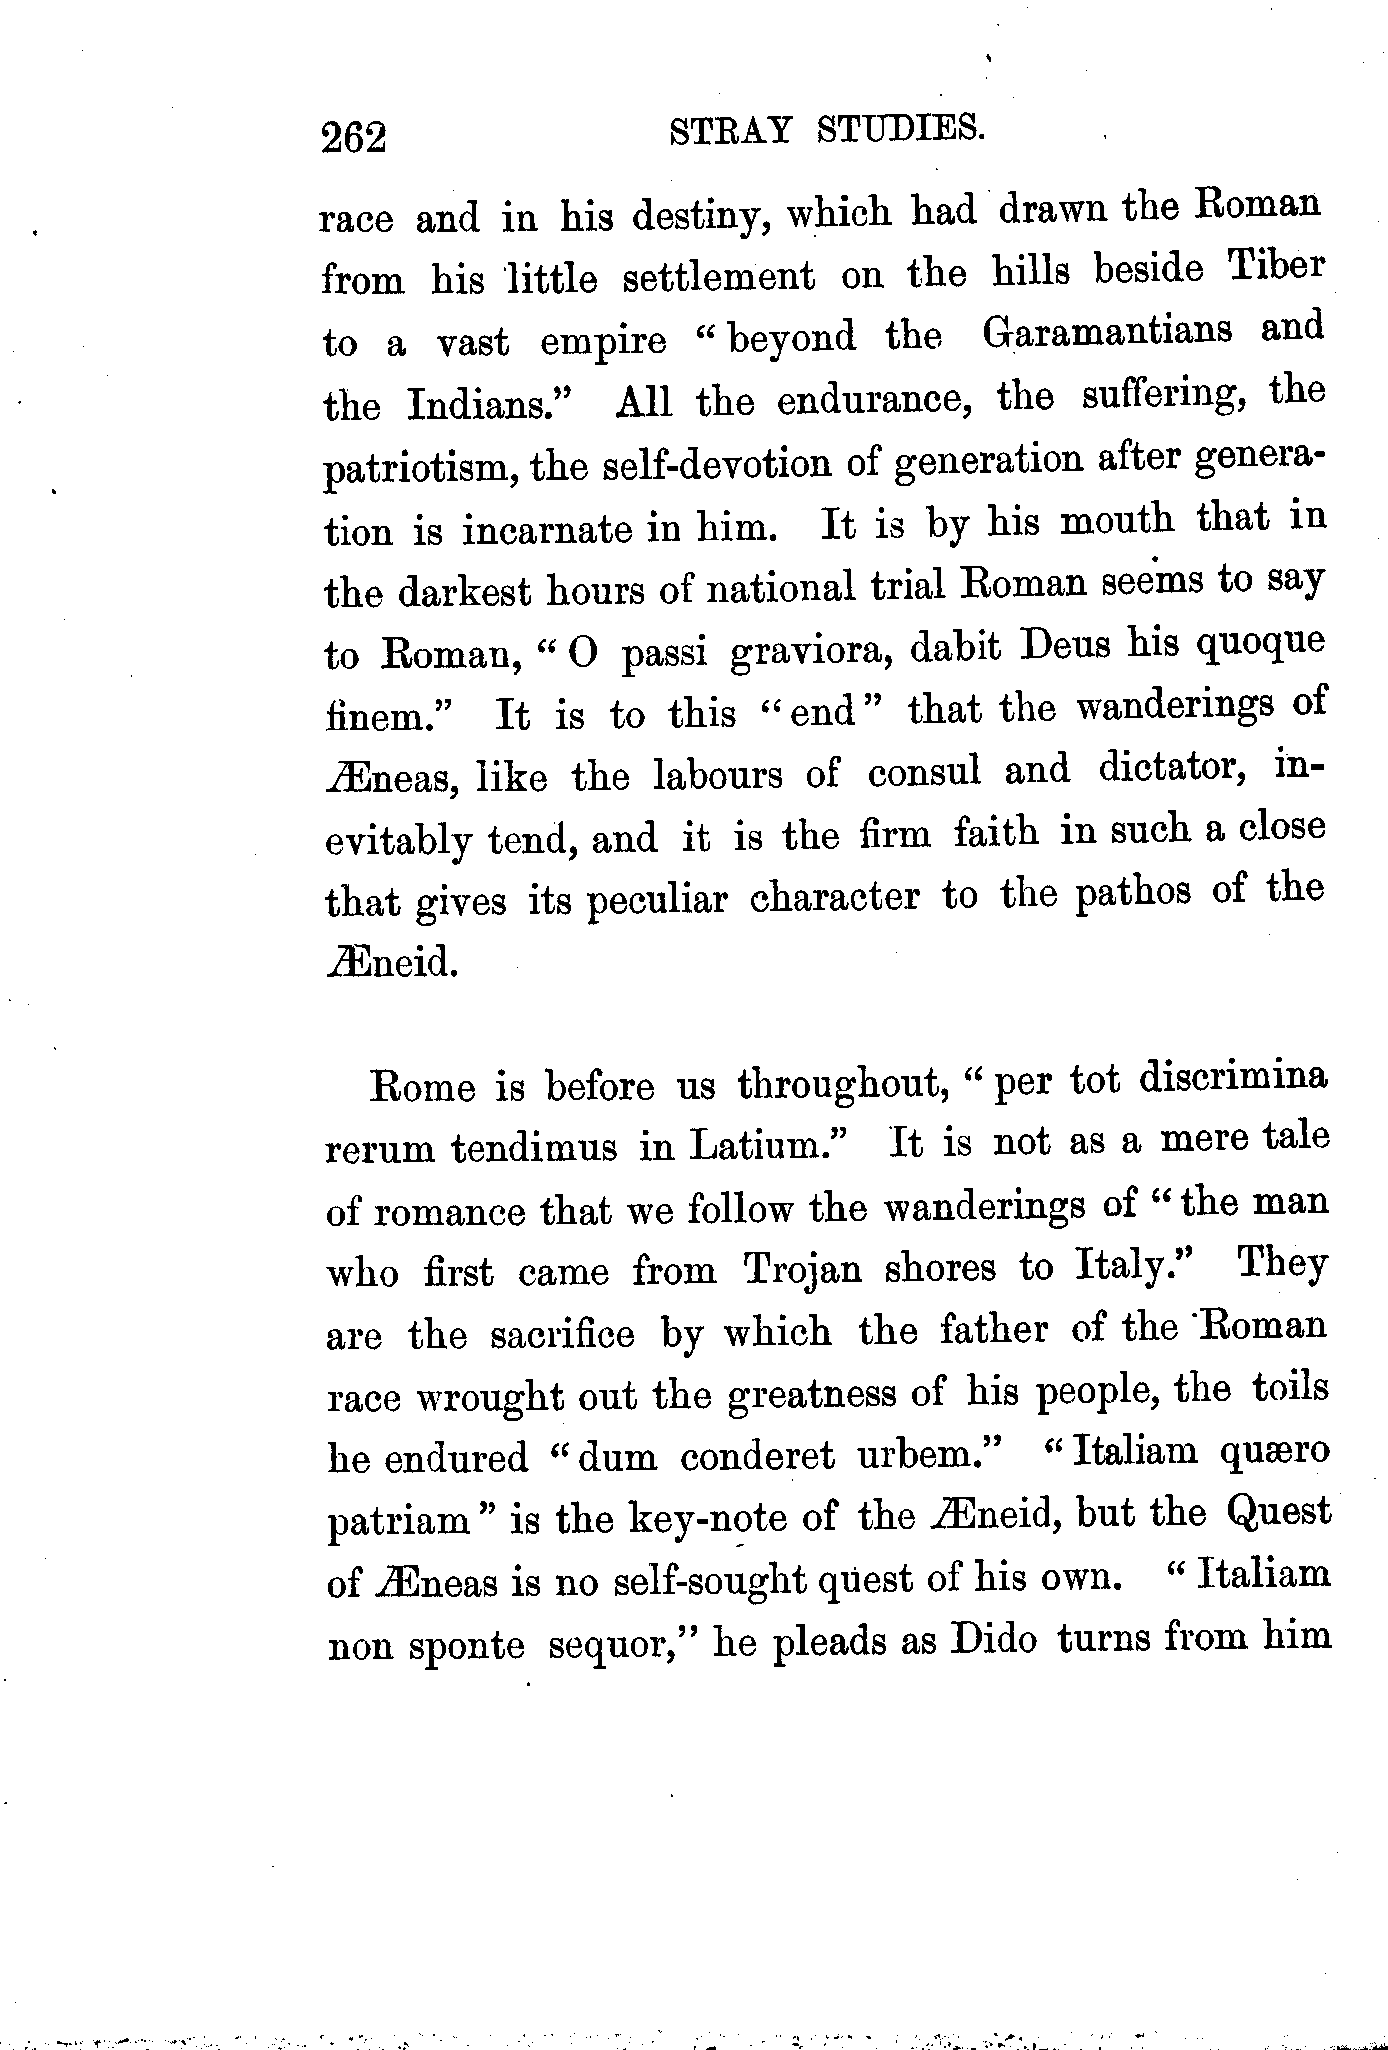 262 STRAY STUDIES.
race and in his destiny, which had drawn the Roman
from his little settlement on the hills beside Tiber
to a vast empire “ beyond the Garamantians and
the Indians.” All the endurance, the suffering, the
patriotism, the self-devotion of generation after genera-
tion is incarnate in him. It is by his mouth that in
the darkest hours of national trial Roman seems to say
to Roman, “ O passi graviora, dabit Deus his quoque
finem.” It is to this “ end ” that the wanderings of
Æneas, like the labours of consul and dictator, in-
evitably tend, and it is the firm faith in such a close
that gives its peculiar character to the pathos of the
Æneid.
Rome is before us throughout, “ per tot discrimina
rerum tendimus in Latium.” It is not as a mere tale
of romance that we follow the wanderings of “ the man
who first came from Trojan shores to Italy.” They
are the sacrifice by which the father of the Roman
race wrought out the greatness of his people, the toils
he endured “ dum conderet urbem.” “ Italiam quæro
patriam ” is the key-note of the Æneid, but the Quest
of Æneas is no self-sought quest of his own. “ Italiam
non sponte sequor,” he pleads as Dido turns from him